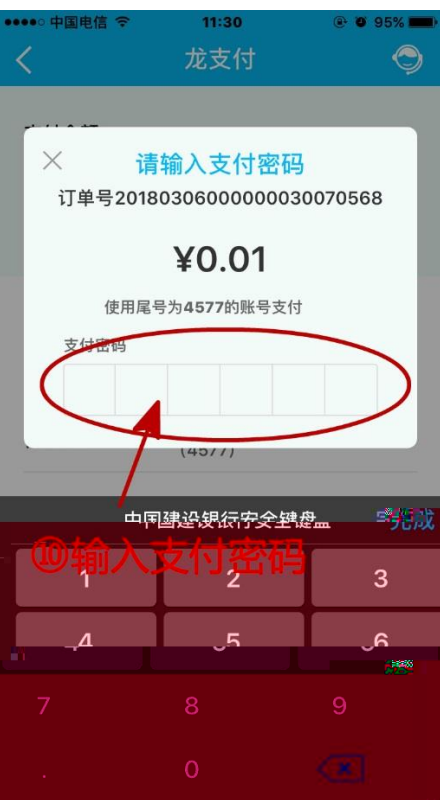 中国电信 11:30 95%
龙支付
请输入支付密码
订单号20180306000000030070568
¥0.01
使用尾号为4577的账号支付
支付密码
(4577)
中国建设银行安全键盘 完成
⑩输入支付密码
1 2 3
4 5 6
7 8 9
. 0